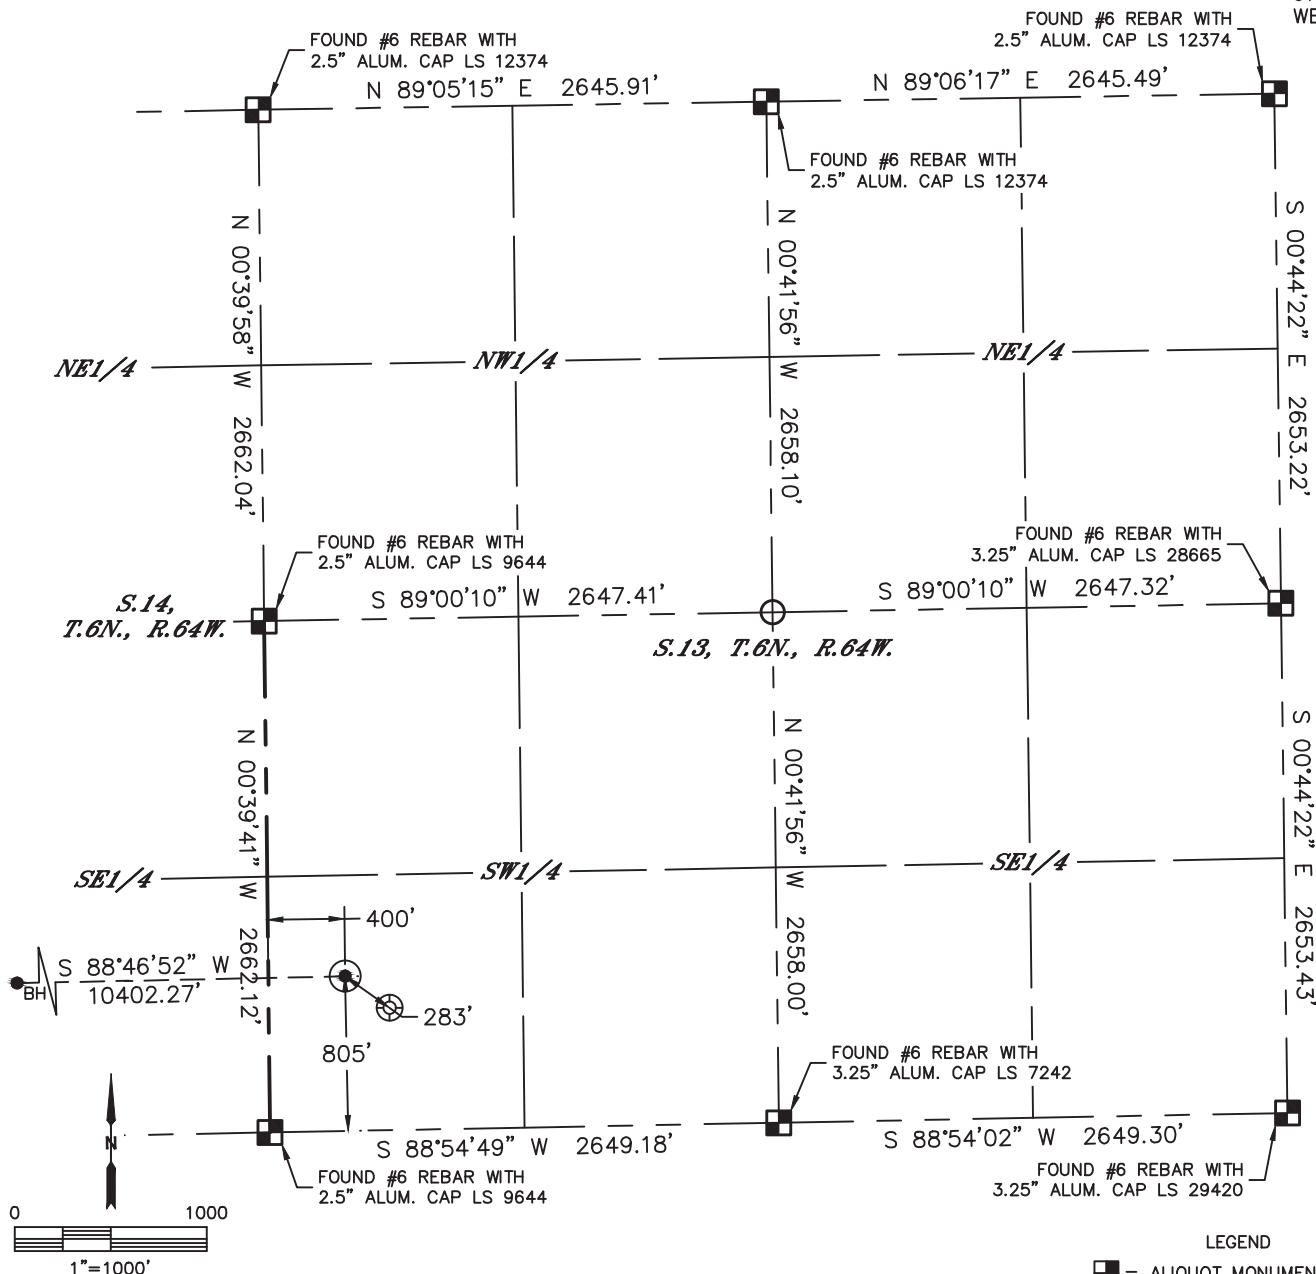 WE
FOUND #6 REBAR WITH
2.5" ALUM. CAP LS 12374
FOUND #6 REBAR WITH
2.5" ALUM. CAP LS 12374
N 89°05'15" E 2645.91'
N 89°06'17" E 2645.49'
FOUND #6 REBAR WITH
2.5" ALUM. CAP LS 12374
N 00°39'58" W 2662.04'
N 00°41'56" W 2658.10'
S 00°44'22" E 2653.22'
NE1/4
NW1/4
NE1/4
FOUND #6 REBAR WITH
2.5" ALUM. CAP LS 9644
FOUND #6 REBAR WITH
3.25" ALUM. CAP LS 28665
S 89°00'10" W 2647.41'
S 89°00'10" W 2647.32'
S.14,
T.6N., R.64W.
S.13, T.6N., R.64W.
N 00°39'41" W 2662.12'
N 00°41'56" W 2658.00'
S 00°44'22" E 2653.43'
SE1/4
SW1/4
SE1/4
400'
S 88°46'52" W
10402.27'
BH
283'
805'
FOUND #6 REBAR WITH
3.25" ALUM. CAP LS 7242
S 88°54'49" W 2649.18'
S 88°54'02" W 2649.30'
FOUND #6 REBAR WITH
2.5" ALUM. CAP LS 9644
FOUND #6 REBAR WITH
3.25" ALUM. CAP LS 29420
N
0 1000
1"=1000'
LEGEND
= ALIQUOT MONUMEN